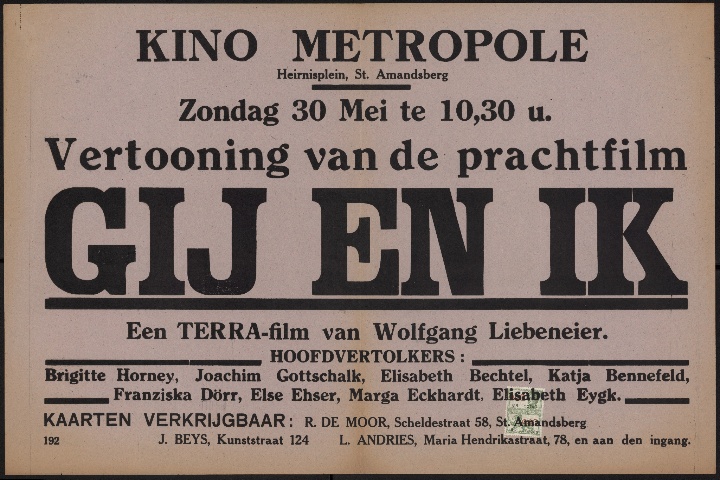 KINO METROPOLE
Heirnisplein, St. Amandsberg
Zondag 30 Mei te 10,30 u.
Vertooning van de prachtfilm
GIJ EN IK
Een TERRA-film van Wolfgang Liebeneier.
HOOFDVERTOLKERS :
Brigitte Horney, Joachim Gottschalk, Elisabeth Bechtel, Katja Bennefeld,
Franziska Dörr, Else Ehser, Marga Eckhardt, Elisabeth Eygk.
KAARTEN VERKRIJGBAAR : R. DE MOOR, Scheldestraat 58, St. Amandsberg
192 J. BEYS, Kunststraat 124 L. ANDRIES, Maria Hendrikastraat, 78, en aan den ingang.